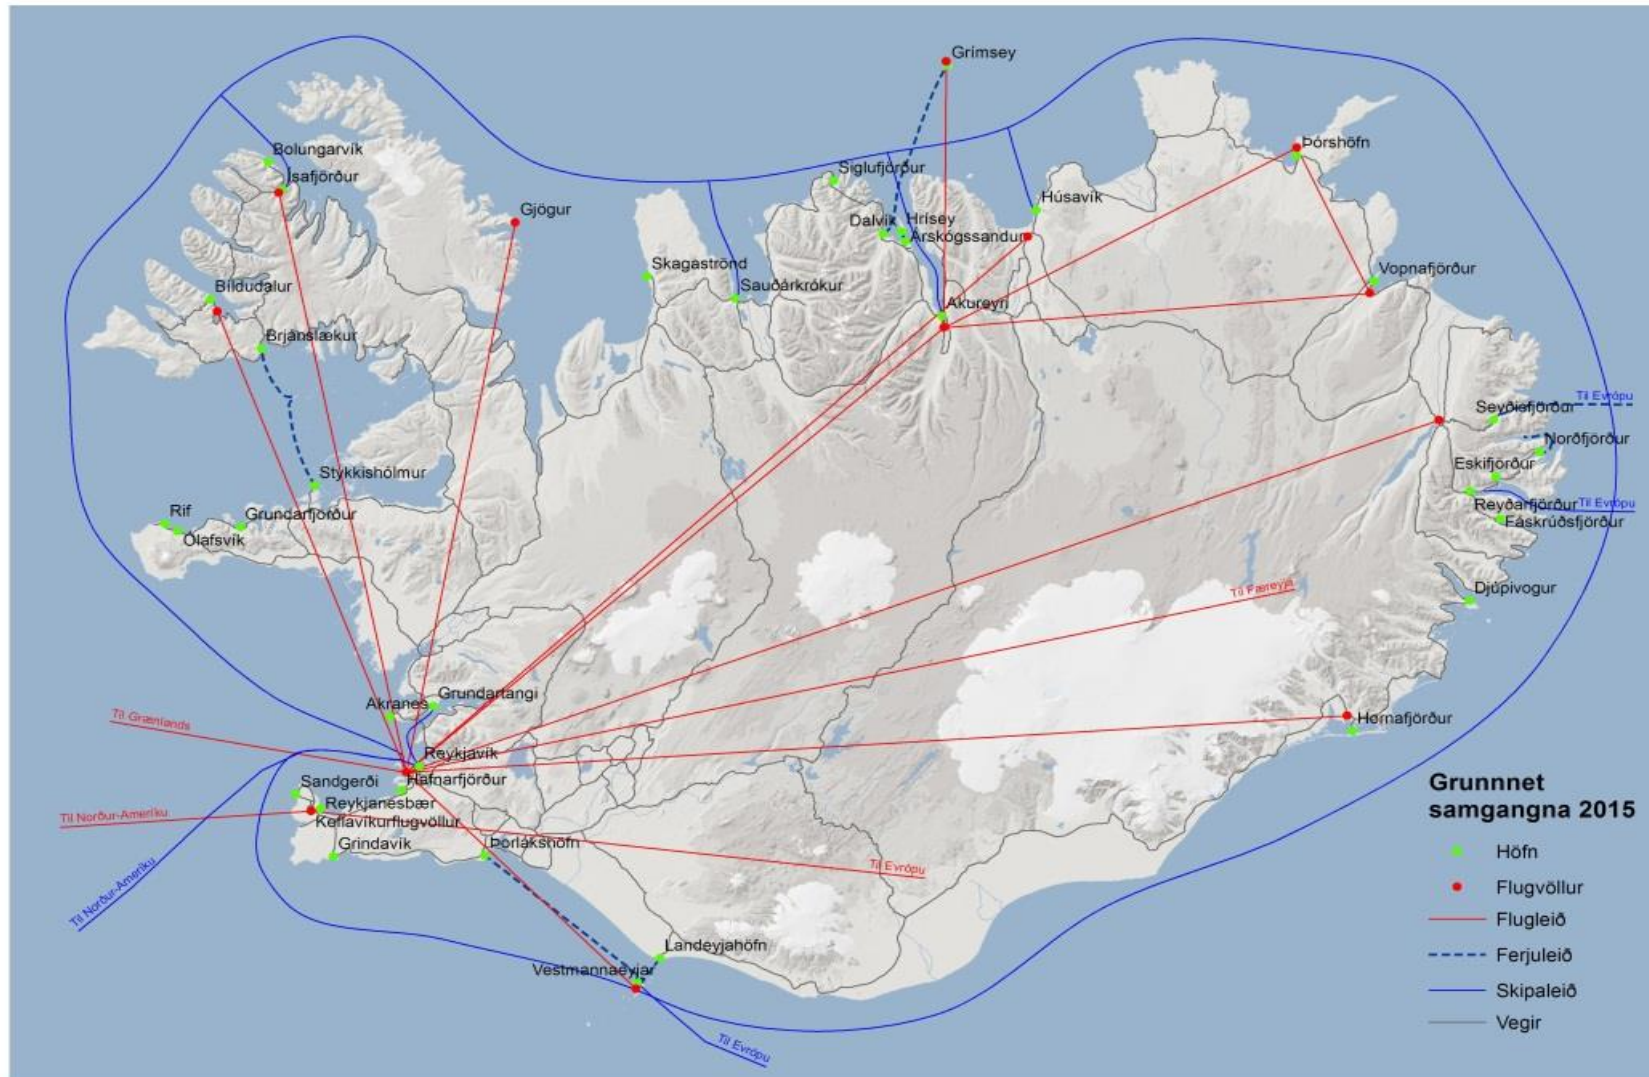 Grímsey
Bolungarvík
Ísafjörður
Gjögur
Siglufjörður
Þórshöfn
Húsavík
Dalvík
Hrísey
Árskógssandur
Skagaströnd
Sauðárkrókur
Vopnafjörður
Bíldudalur
Akureyri
Brjánslækur
Til Evrópu
Seyðisfjörður
Norðfjörður
Eskifjörður
Stykkishólmur
Til Evrópu
Reyðarfjörður
Fáskrúðsfjörður
Rif
Grundarfjörður
Ólafsvík
Djúpivogur
Til Færeyja
Akranes
Grundartangi
Hornafjörður
Til Grænlands
Reykjavík
Hafnarfjörður
Sandgerði
Reykjanesbær
Til Norður-Ameríku
Keflavíkurflugvöllur
Grindavík
Þorlákshöfn
Til Evrópu
Til Norður-Ameríku
Landeyjahöfn
Vestmannaeyjar
Til Evrópu
Grunnnet
samgangna 2015
Höfn
Flugvöllur
Flugleið
Ferjuleið
Skipaleið
Vegir